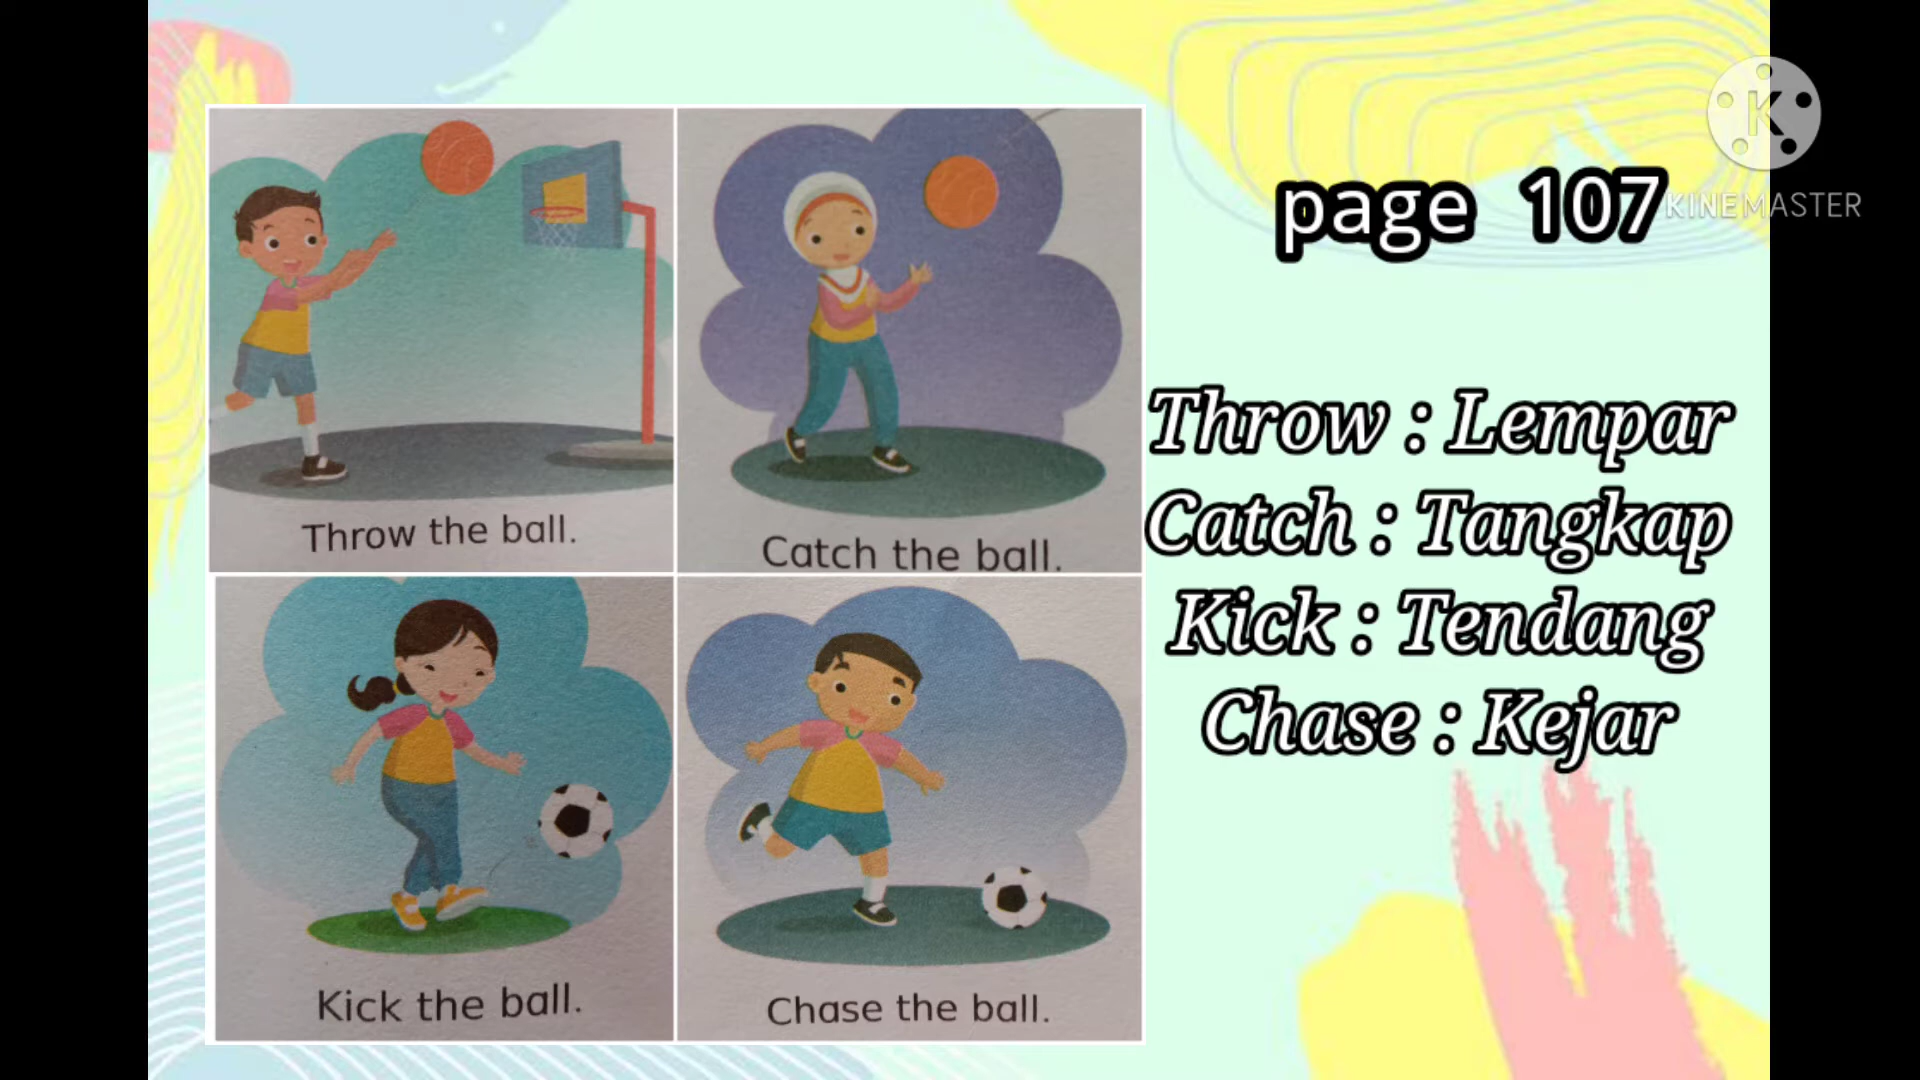 Throw the ball.
Catch the ball.
Kick the ball.
Chase the ball.
page 107
KINEMASTER
Throw : Lempar
Catch : Tangkap
Kick : Tendang
Chase : Kejar